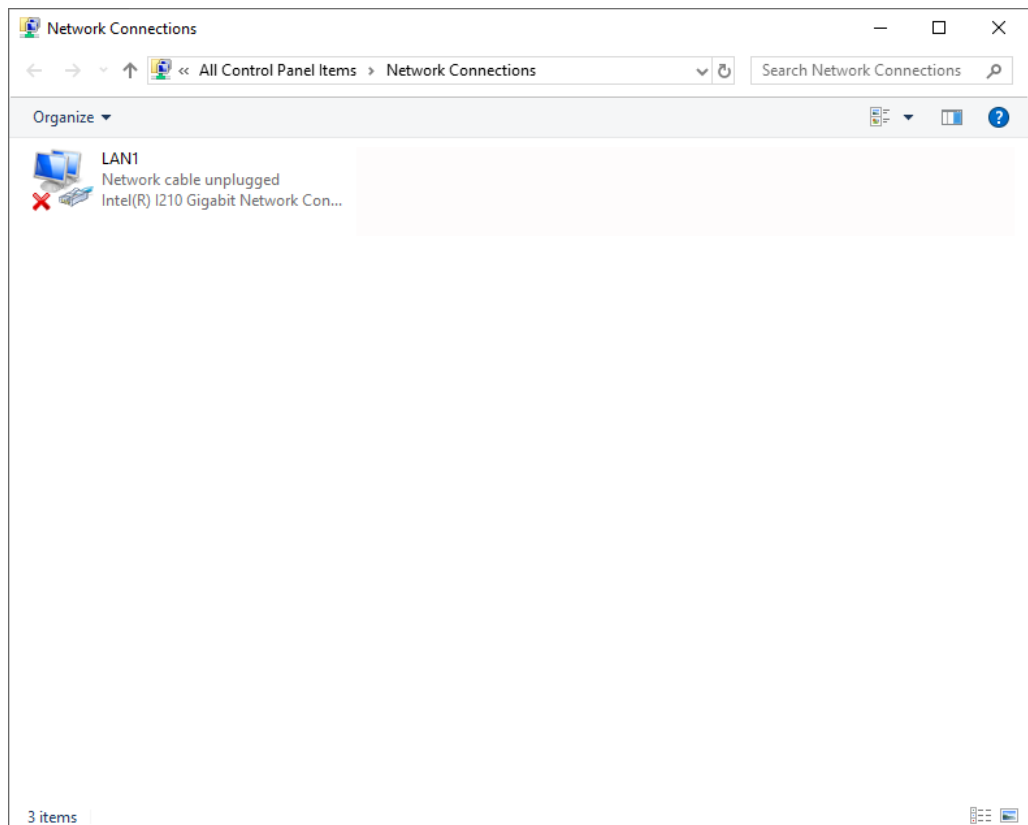 Network Connections
« All Control Panel Items › Network Connections
Search Network Connections
Organize
LAN1
Network cable unplugged
Intel(R) I210 Gigabit Network Con...
3 items